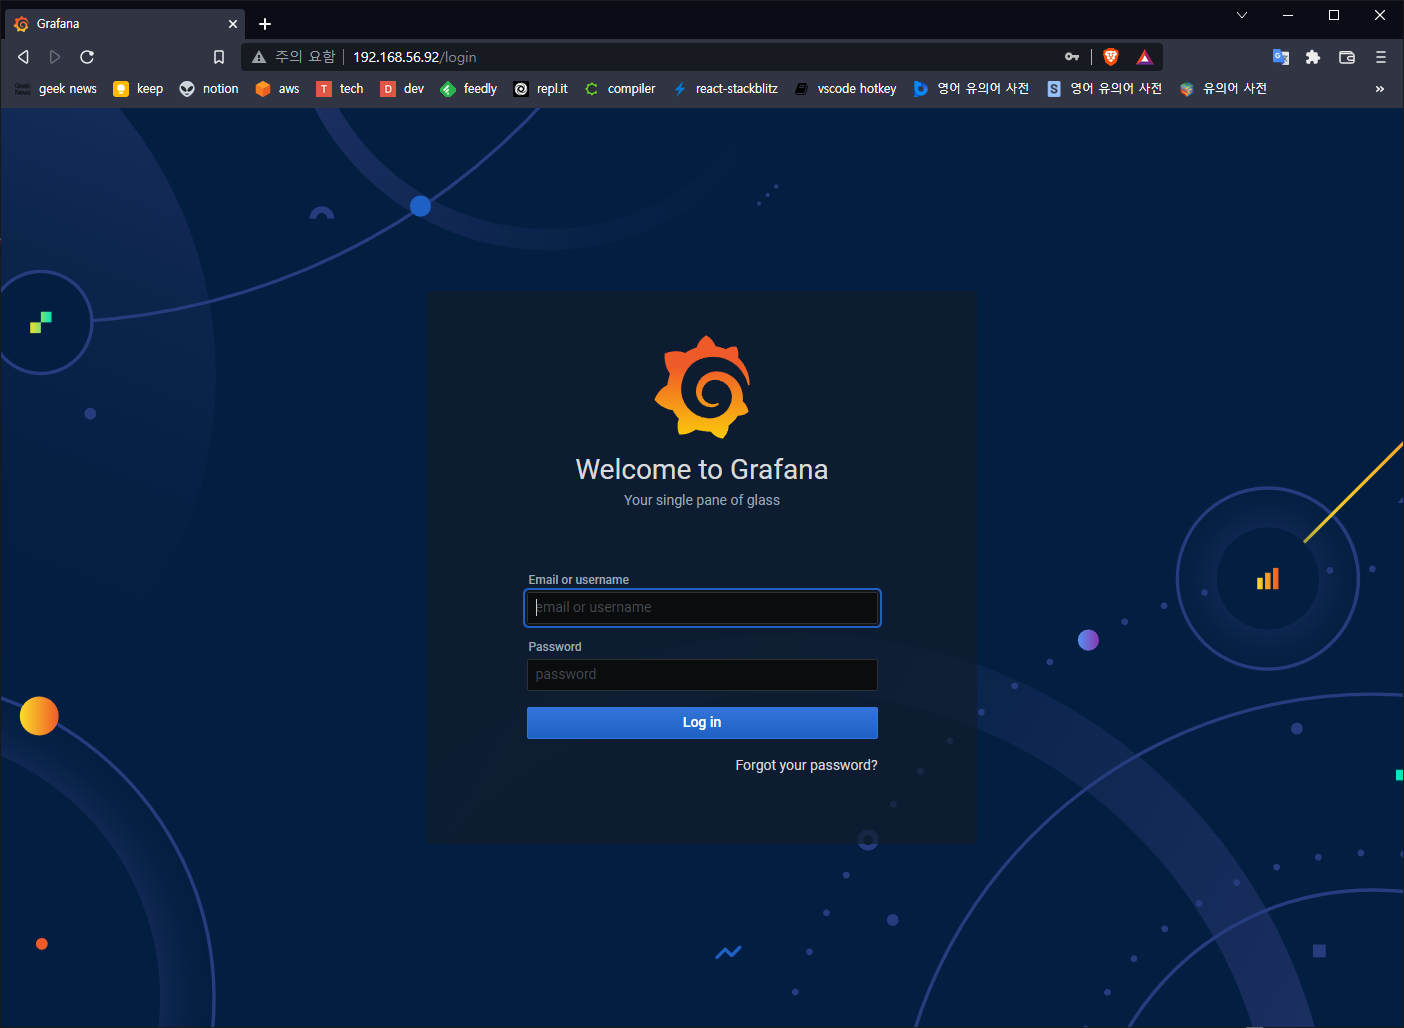 Grafana
주의 요함
192.168.56.92/login
geek news
keep
notion
aws
T
tech
D
dev
feedly
repl.it
compiler
react-stackblitz
vscode hotkey
영어 유의어 사전
S
영어 유의어 사전
유의어 사전
Welcome to Grafana
Your single pane of glass
Email or username
email or username
Password
password
Log in
Forgot your password?